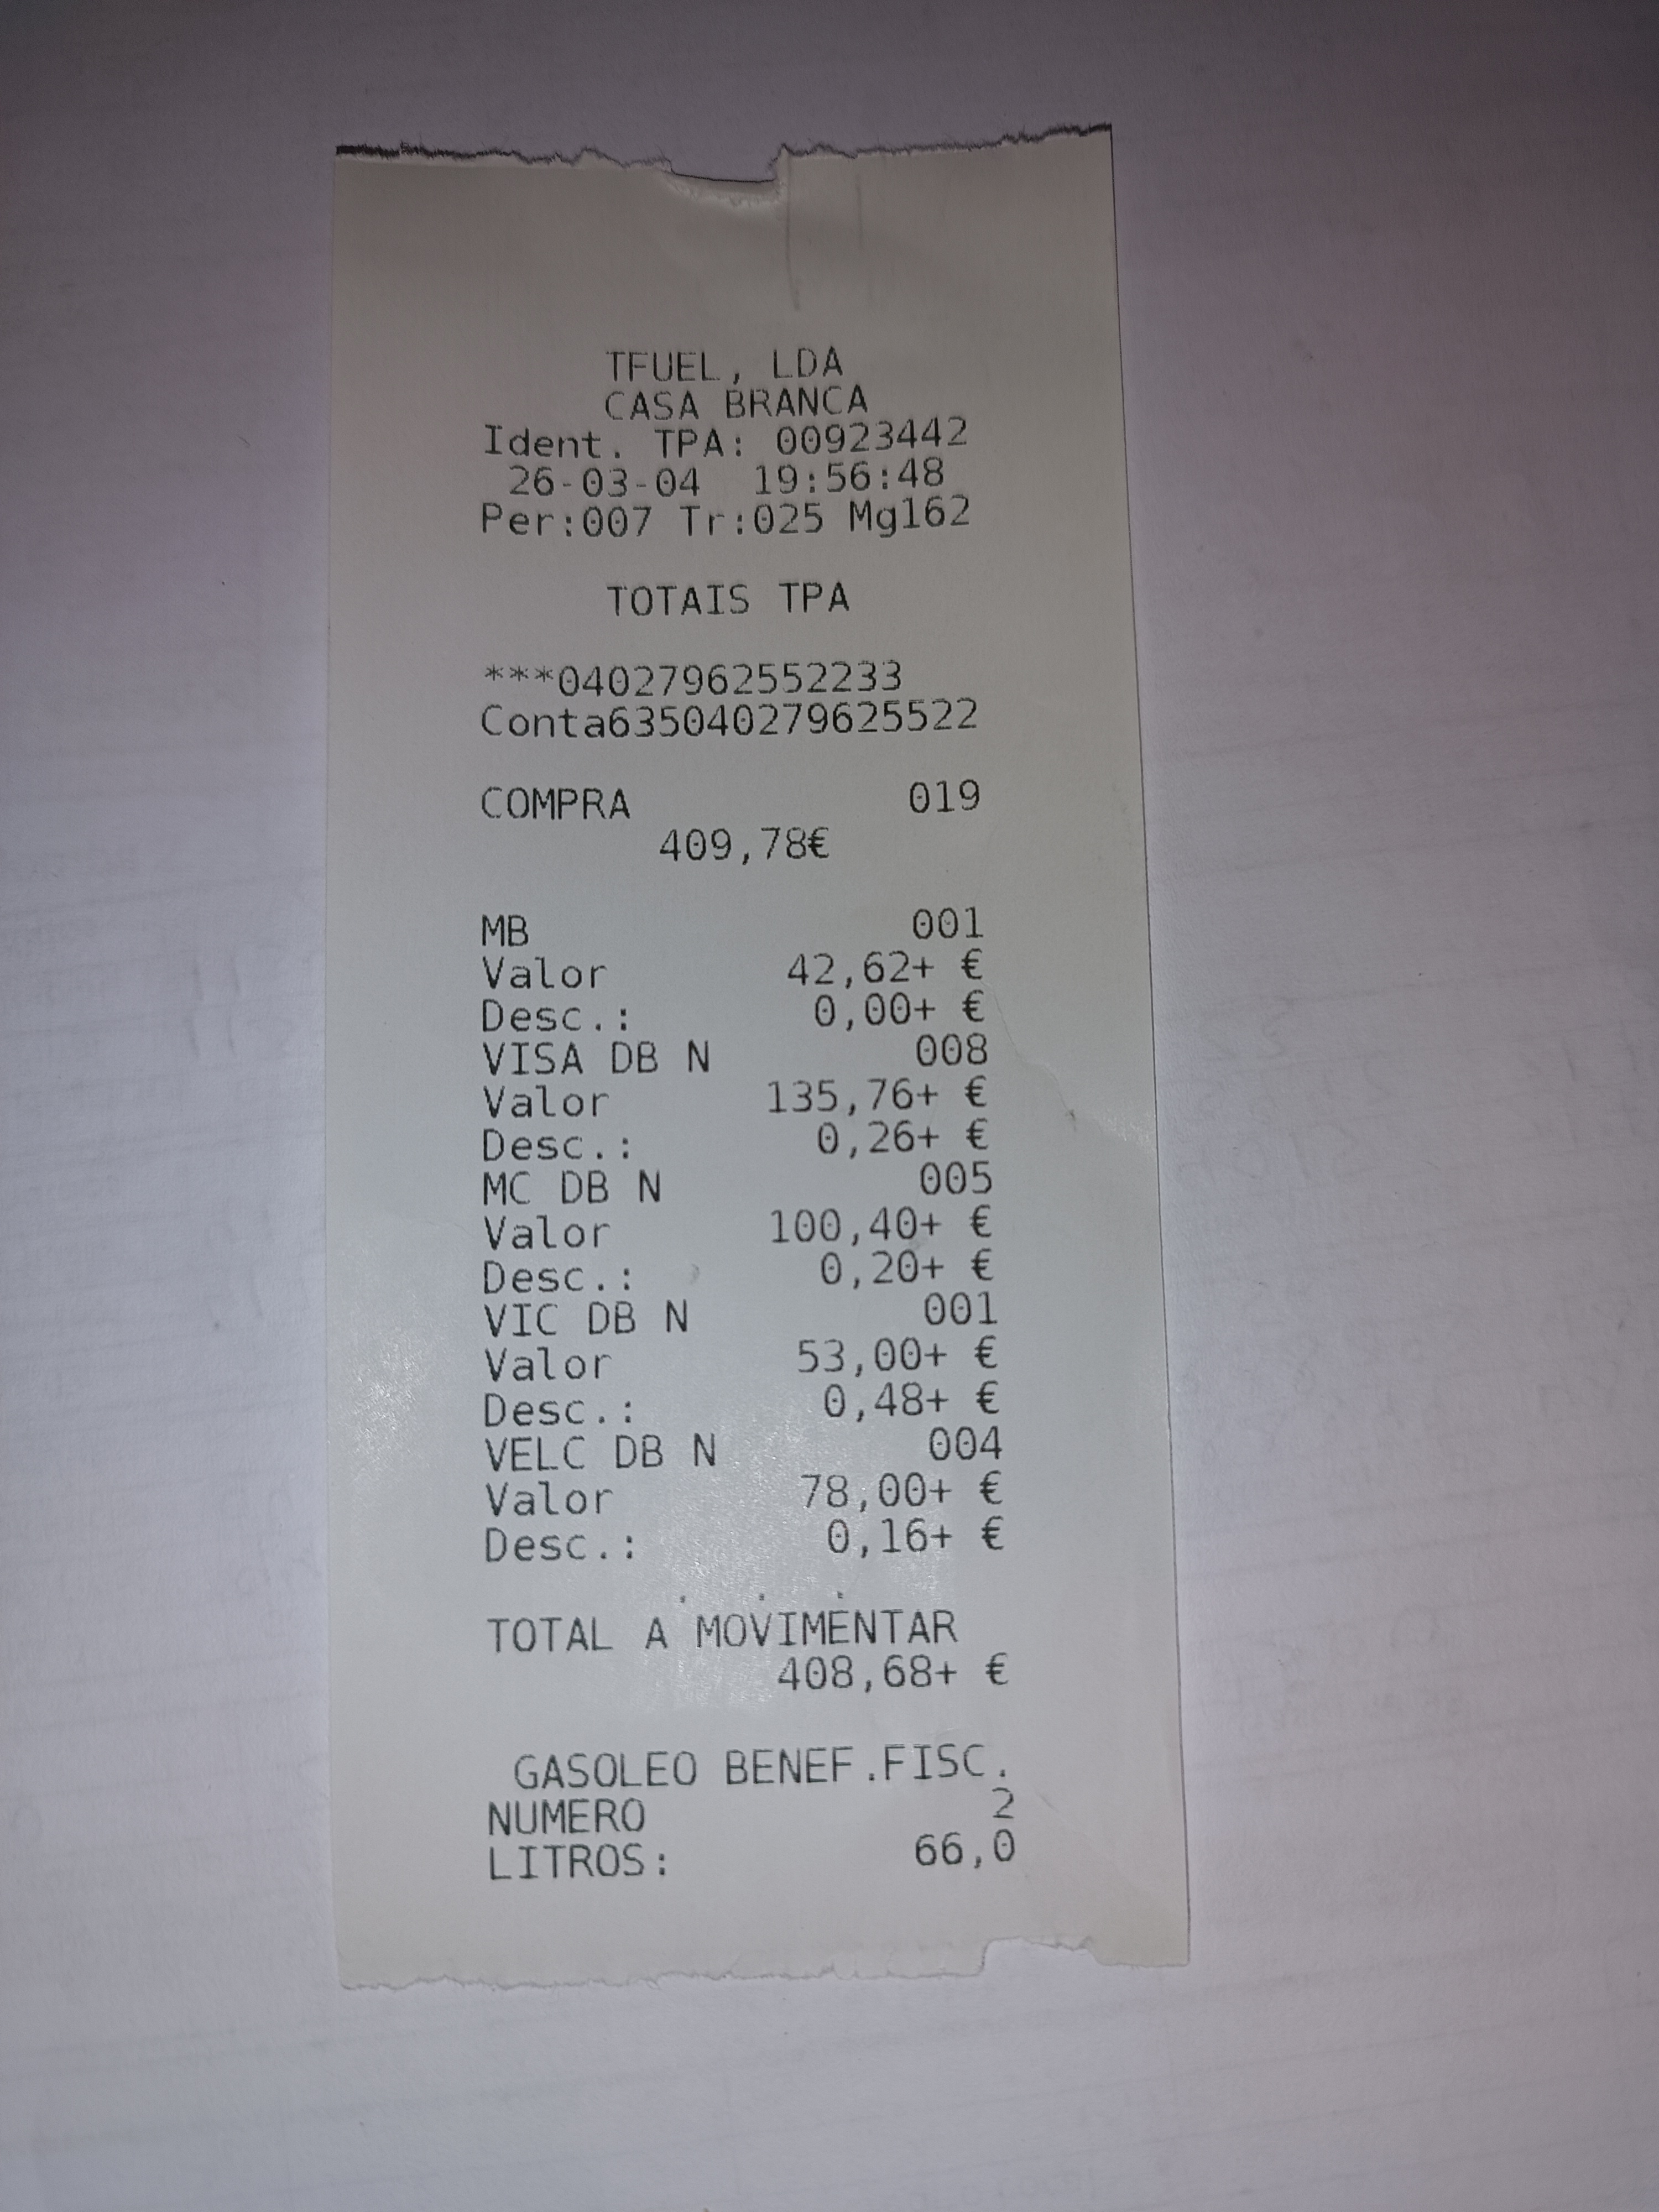 TFUEL, LDA
CASA BRANCA
Ident. TPA: 00923442
26-03-04 19:56:48
Per:007 Tr:025 Mg162
TOTAIS TPA
***04027962552233
Conta635040279625522
COMPRA 019
409,78€
MB 001
Valor 42,62+ €
Desc.: 0,00+ €
VISA DB N 008
Valor 135,76+ €
Desc.: 0,26+ €
MC DB N 005
Valor 100,40+ €
Desc.: 0,20+ €
VIC DB N 001
Valor 53,00+ €
Desc.: 0,48+ €
VELC DB N 004
Valor 78,00+ €
Desc.: 0,16+ €
TOTAL A MOVIMENTAR
408,68+ €
GASOLEO BENEF.FISC.
NUMERO 2
LITROS: 66,0